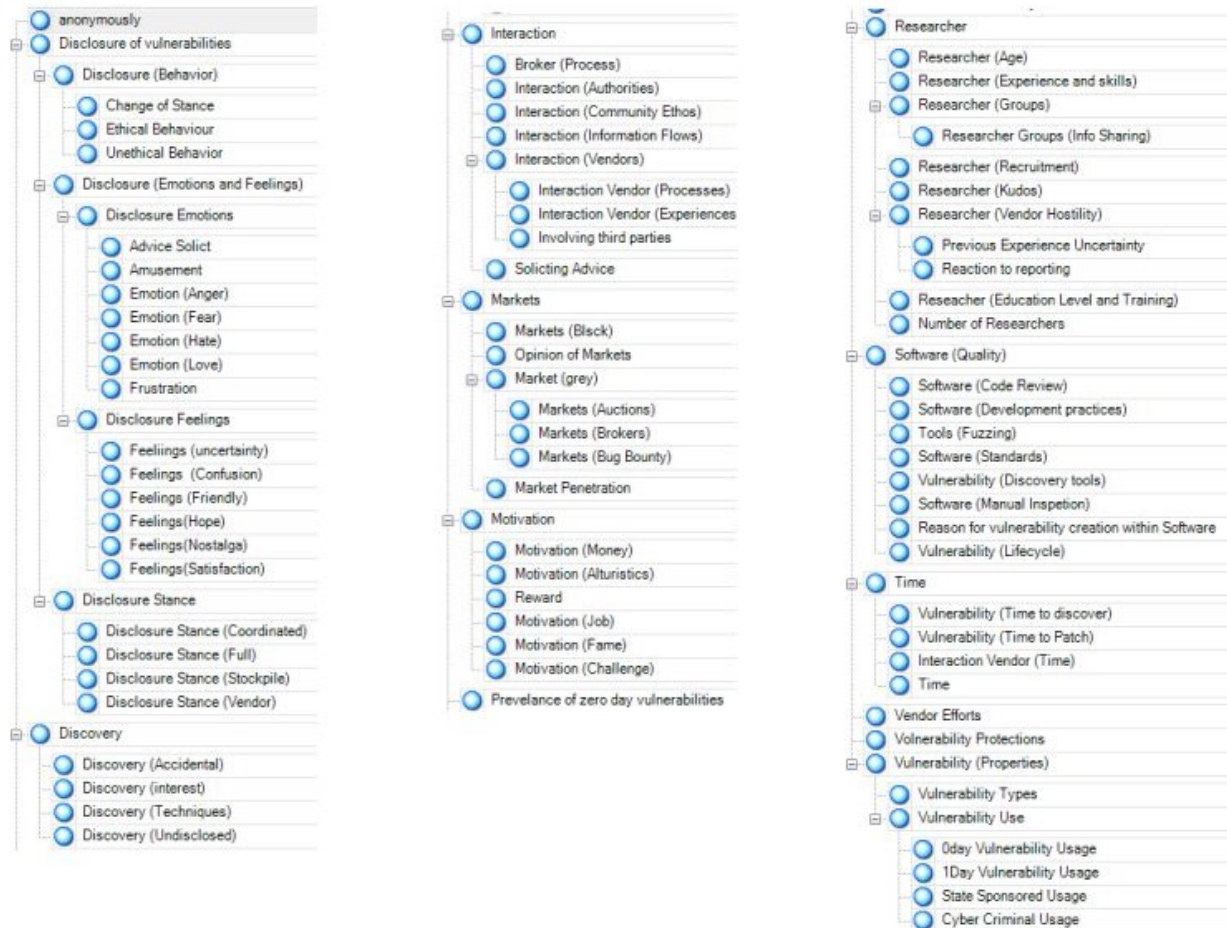 anonymously
Disclosure of vulnerabilities
Disclosure (Behavior)
Change of Stance
Ethical Behaviour
Unethical Behavior
Disclosure (Emotions and Feelings)
Disclosure Emotions
Advice Solict
Amusement
Emotion (Anger)
Emotion (Fear)
Emotion (Hate)
Emotion (Love)
Frustration
Disclosure Feelings
Feeliings (uncertainty)
Feelings (Confusion)
Feelings (Friendly)
Feelings(Hope)
Feelings(Nostalga)
Feelings(Satisfaction)
Disclosure Stance
Disclosure Stance (Coordinated)
Disclosure Stance (Full)
Disclosure Stance (Stockpile)
Disclosure Stance (Vendor)
Discovery
Discovery (Accidental)
Discovery (interest)
Discovery (Techniques)
Discovery (Undisclosed)
Interaction
Broker (Process)
Interaction (Authorities)
Interaction (Community Ethos)
Interaction (Information Flows)
Interaction (Vendors)
Interaction Vendor (Processes)
Interaction Vendor (Experiences
Involving third parties
Solicting Advice
Markets
Markets (Blsck)
Opinion of Markets
Market (grey)
Markets (Auctions)
Markets (Brokers)
Markets (Bug Bounty)
Market Penetration
Motivation
Motivation (Money)
Motivation (Alturistics)
Reward
Motivation (Job)
Motivation (Fame)
Motivation (Challenge)
Prevelance of zero day vulnerabilities
Researcher
Researcher (Age)
Researcher (Experience and skills)
Researcher (Groups)
Researcher Groups (Info Sharing)
Researcher (Recruitment)
Researcher (Kudos)
Researcher (Vendor Hostility)
Previous Experience Uncertainty
Reaction to reporting
Reseacher (Education Level and Training)
Number of Researchers
Software (Quality)
Software (Code Review)
Software (Development practices)
Tools (Fuzzing)
Software (Standards)
Vulnerability (Discovery tools)
Software (Manual Inspetion)
Reason for vulnerability creation within Software
Vulnerability (Lifecycle)
Time
Vulnerability (Time to discover)
Vulnerability (Time to Patch)
Interaction Vendor (Time)
Time
Vendor Efforts
Volnerability Protections
Vulnerability (Properties)
Vulnerability Types
Vulnerability Use
0day Vulnerability Usage
1Day Vulnerability Usage
State Sponsored Usage
Cyber Criminal Usage